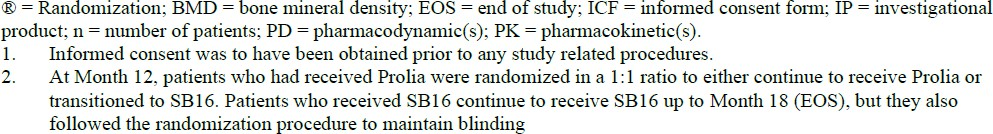 ® = Randomization; BMD = bone mineral density; EOS = end of study; ICF = informed consent form; IP = investigational
product; n = number of patients; PD = pharmacodynamic(s); PK = pharmacokinetic(s).
1. Informed consent was to have been obtained prior to any study related procedures.
2. At Month 12, patients who had received Prolia were randomized in a 1:1 ratio to either continue to receive Prolia or
transitioned to SB16. Patients who received SB16 continue to receive SB16 up to Month 18 (EOS), but they also
followed the randomization procedure to maintain blinding